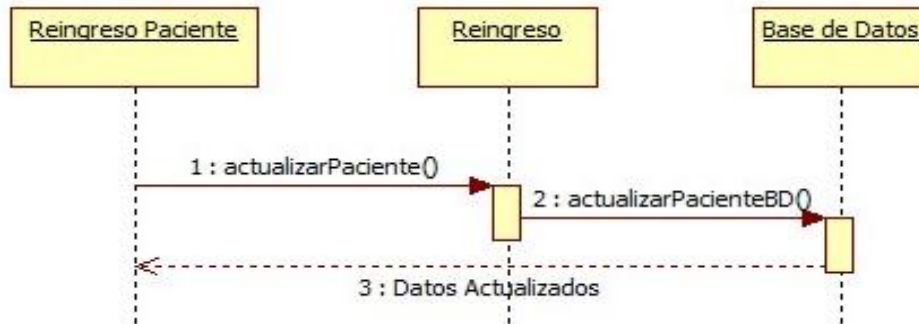 Reingreso Paciente
Reingreso
Base de Datos
1 : actualizarPaciente()
2 : actualizarPacienteBD()
3 : Datos Actualizados